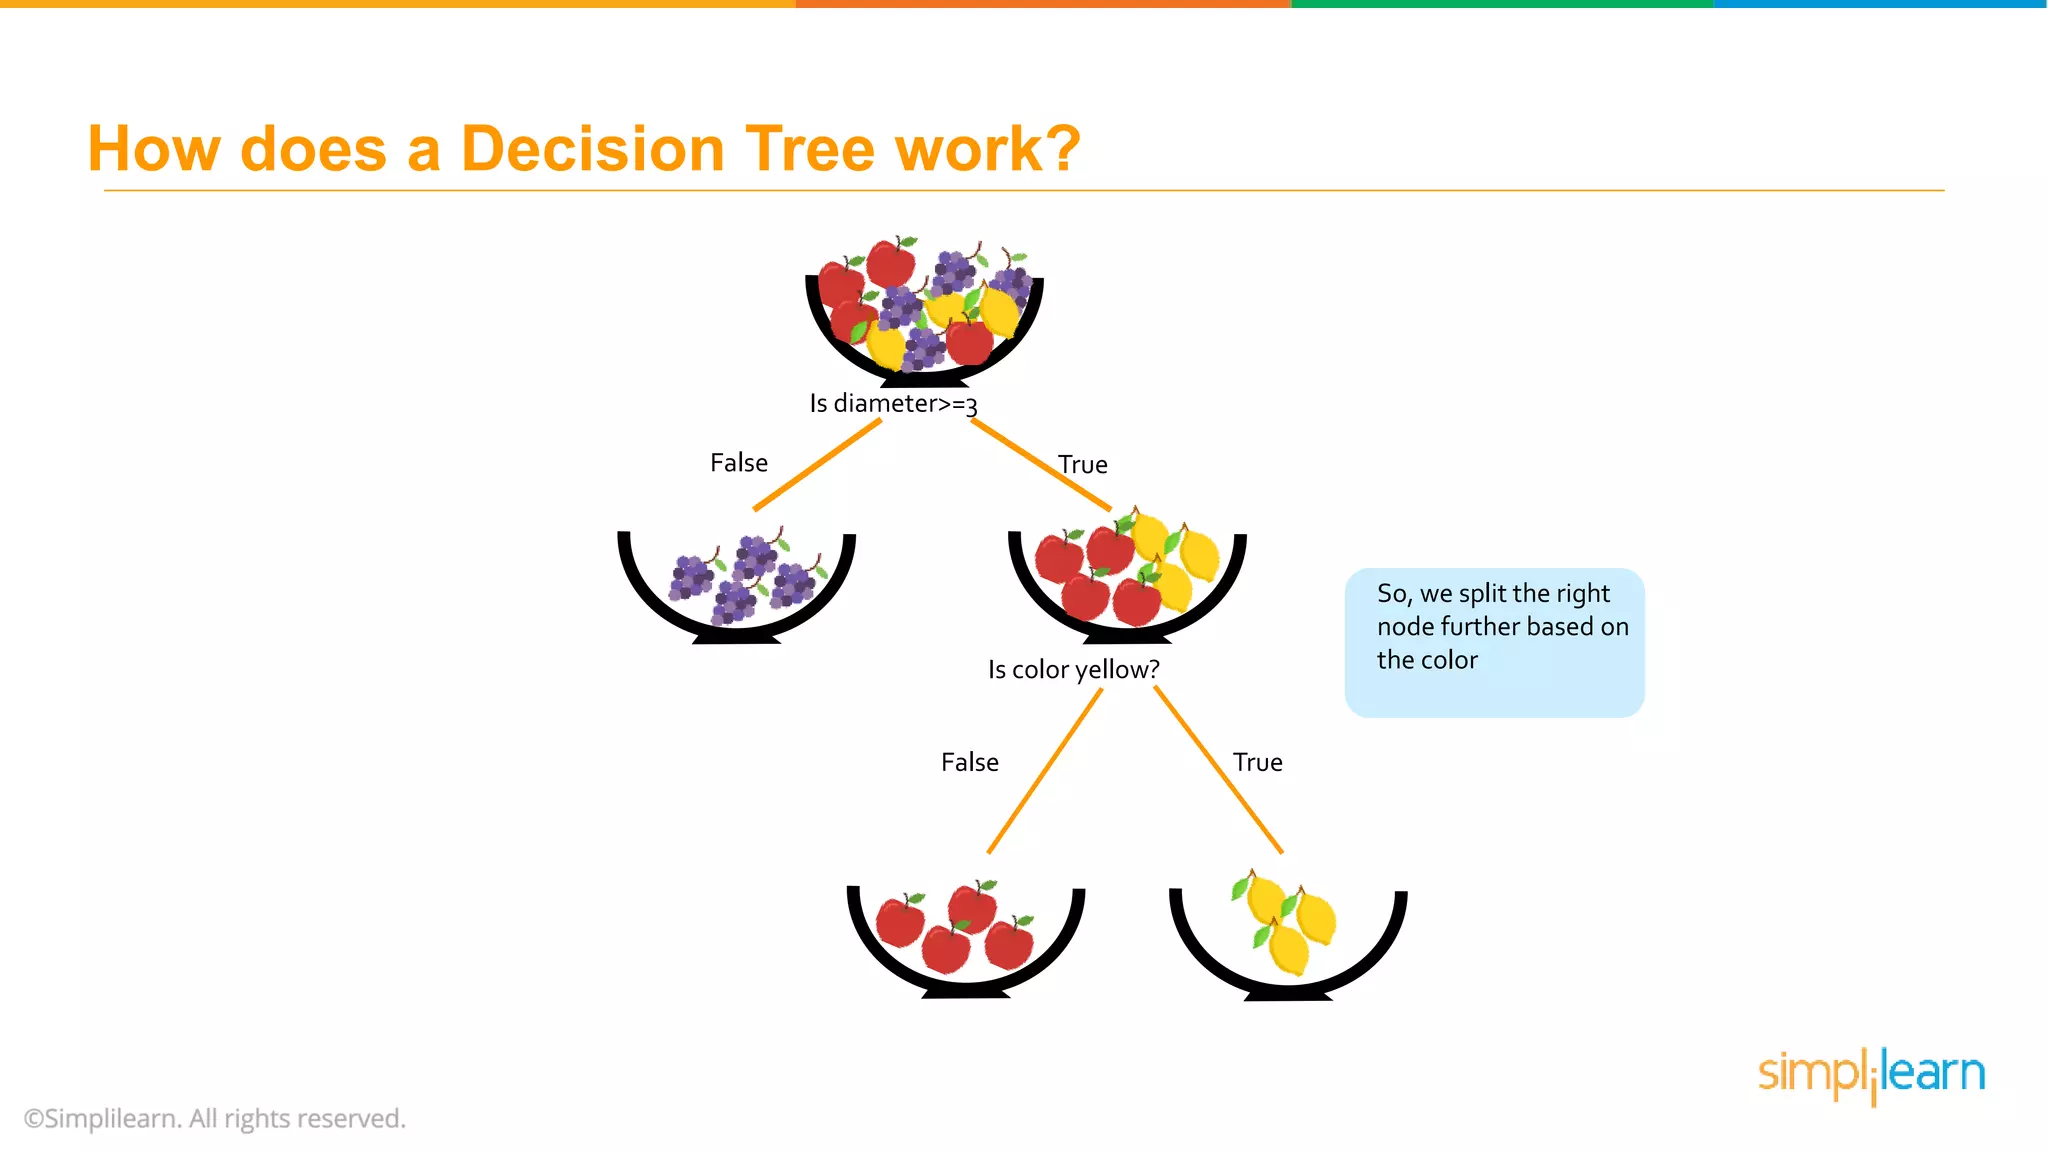 How does a Decision Tree work?
Is diameter>=3
False
True
So, we split the right
node further based on
the color
Is color yellow?
False
True
simplilearn
©Simplilearn. All rights reserved.